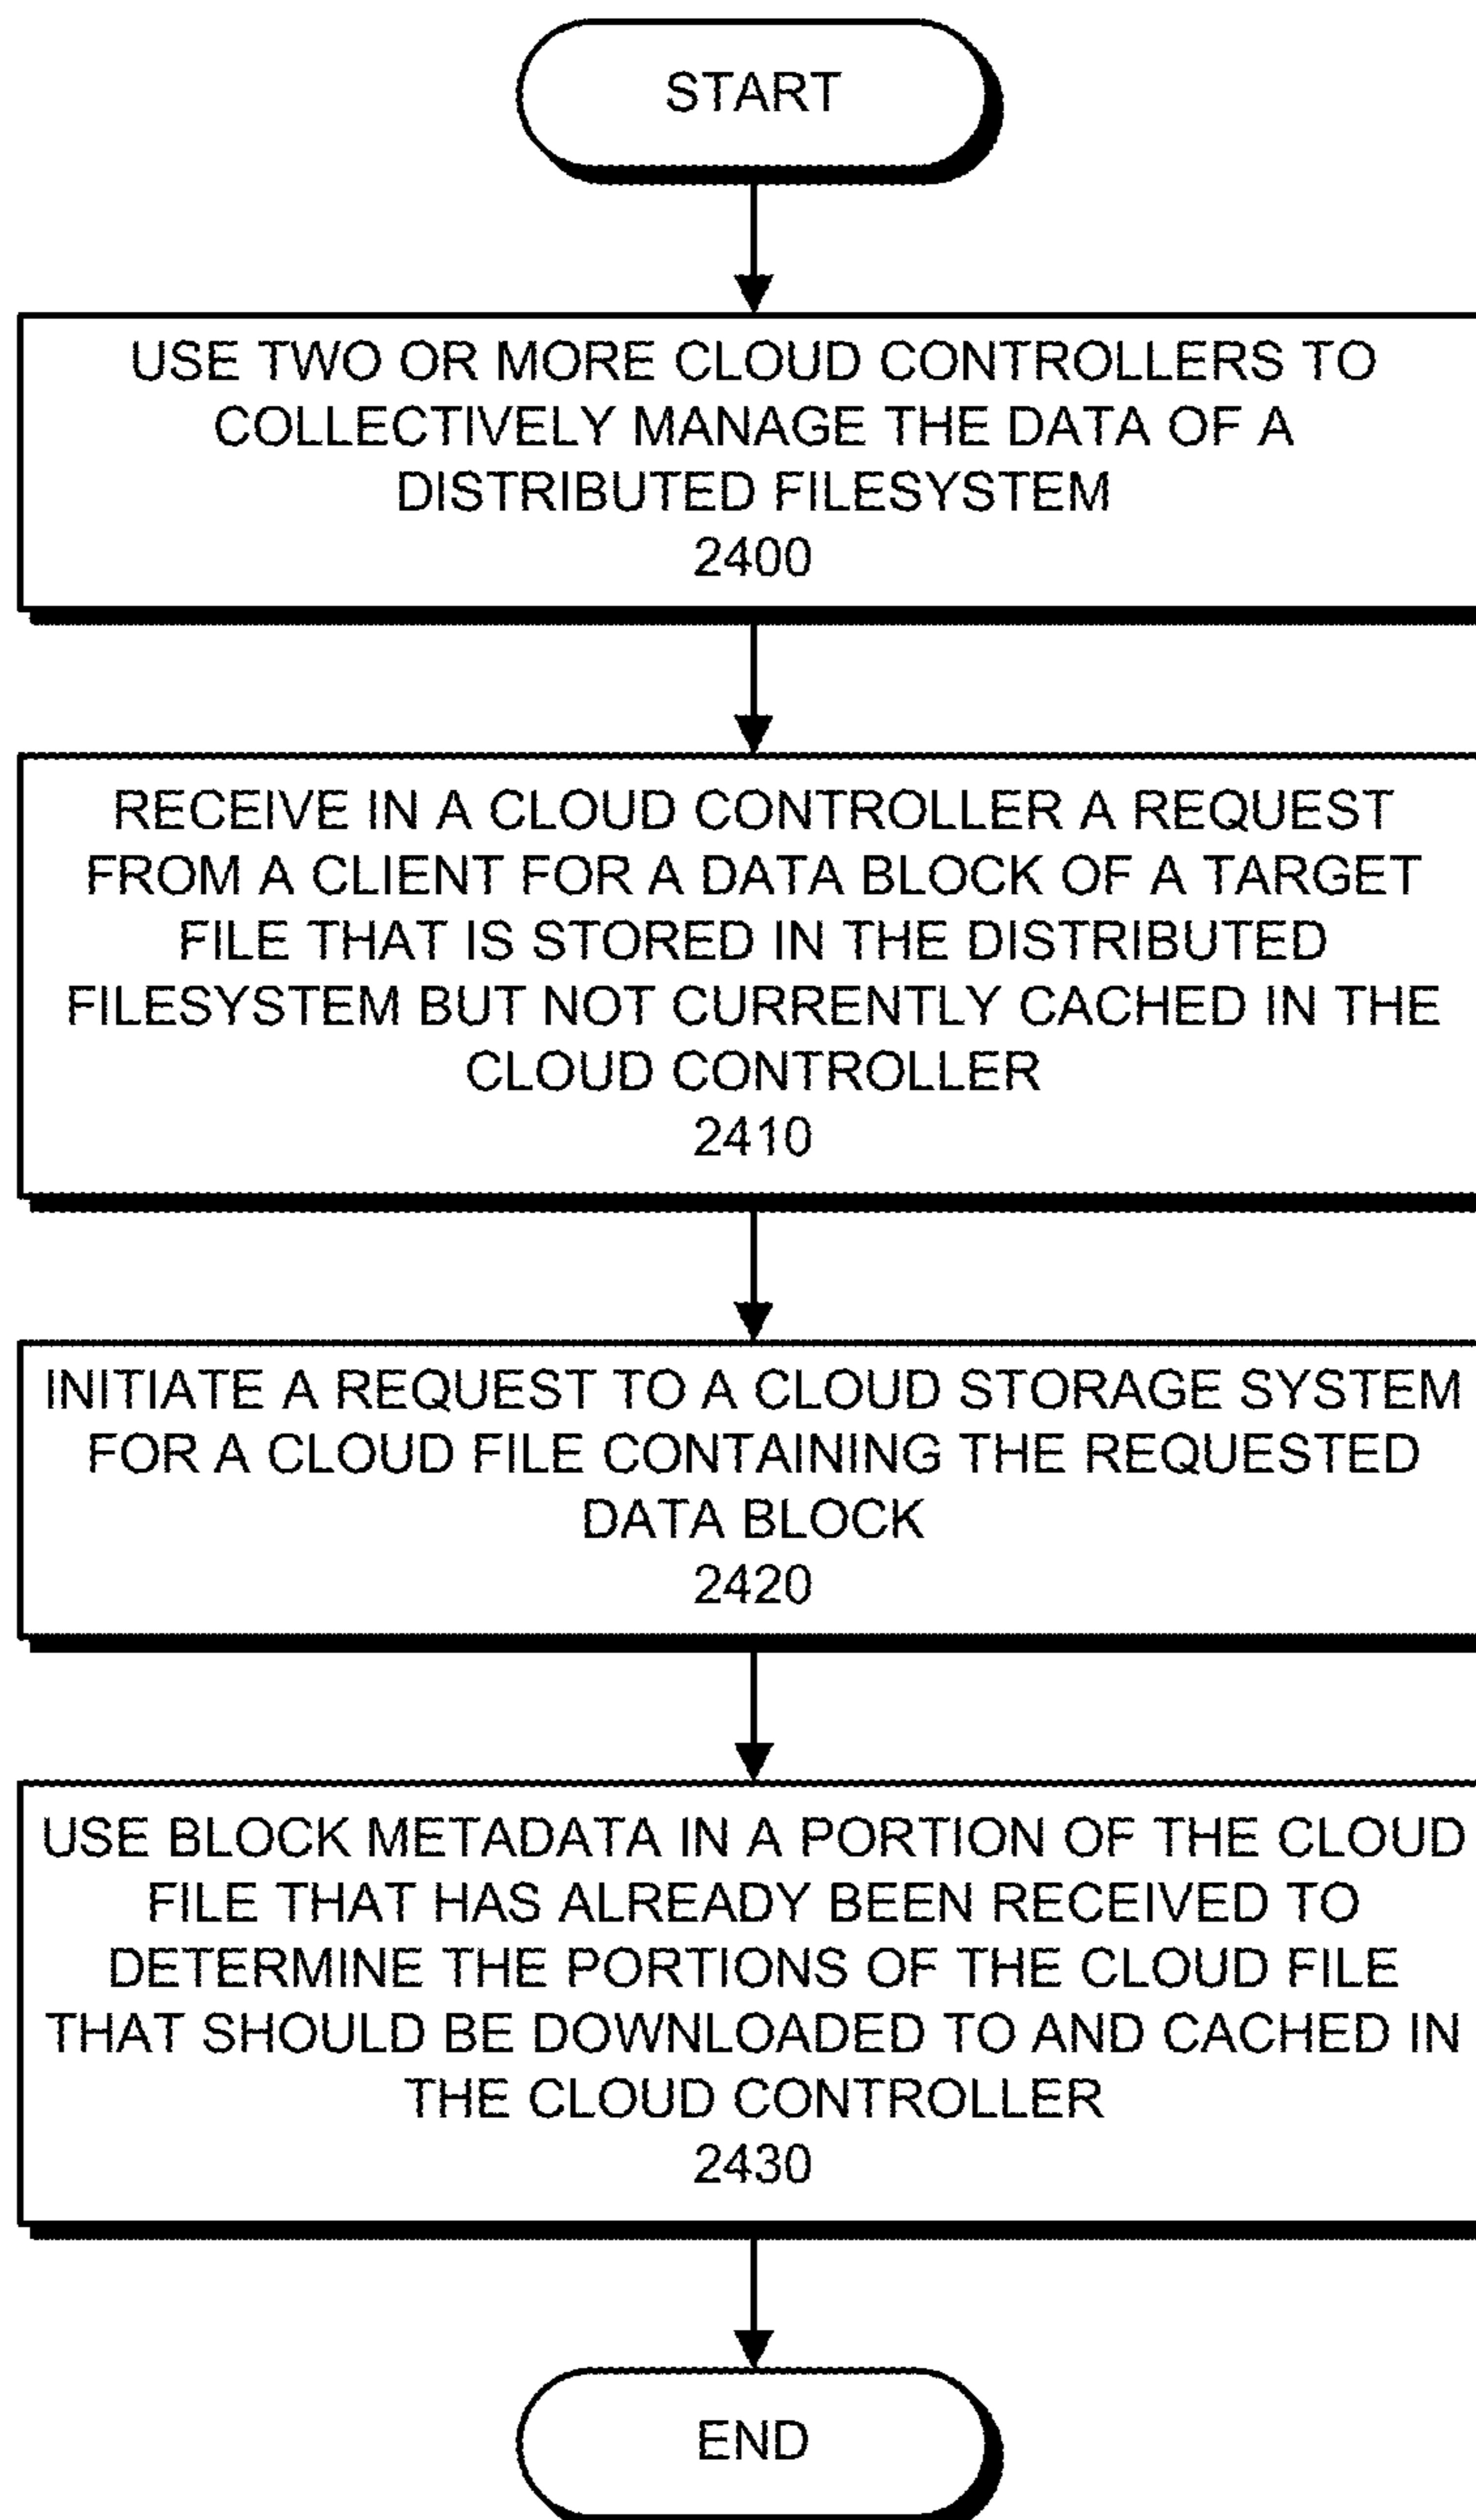 START
USE TWO OR MORE CLOUD CONTROLLERS TO
COLLECTIVELY MANAGE THE DATA OF A
DISTRIBUTED FILESYSTEM
2400
RECEIVE IN A CLOUD CONTROLLER A REQUEST
FROM A CLIENT FOR A DATA BLOCK OF A TARGET
FILE THAT IS STORED IN THE DISTRIBUTED
FILESYSTEM BUT NOT CURRENTLY CACHED IN THE
CLOUD CONTROLLER
2410
INITIATE A REQUEST TO A CLOUD STORAGE SYSTEM
FOR A CLOUD FILE CONTAINING THE REQUESTED
DATA BLOCK
2420
USE BLOCK METADATA IN A PORTION OF THE CLOUD
FILE THAT HAS ALREADY BEEN RECEIVED TO
DETERMINE THE PORTIONS OF THE CLOUD FILE
THAT SHOULD BE DOWNLOADED TO AND CACHED IN
THE CLOUD CONTROLLER
2430
END